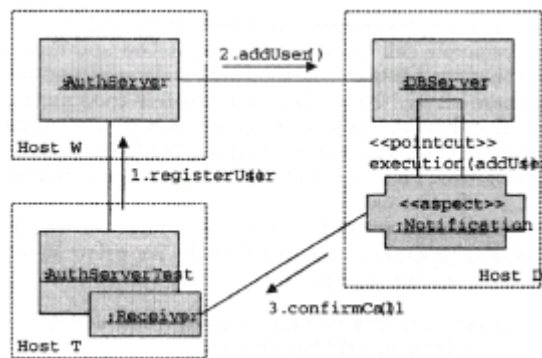 2.addUser()
:AuthServer
:DBServer
Host W
<<pointcut>>
execution(addUser
1.registerUser()
<<aspect>>
:Notification
Host D
:AuthServerTest
:Receiver
3.confirmCall()
Host T